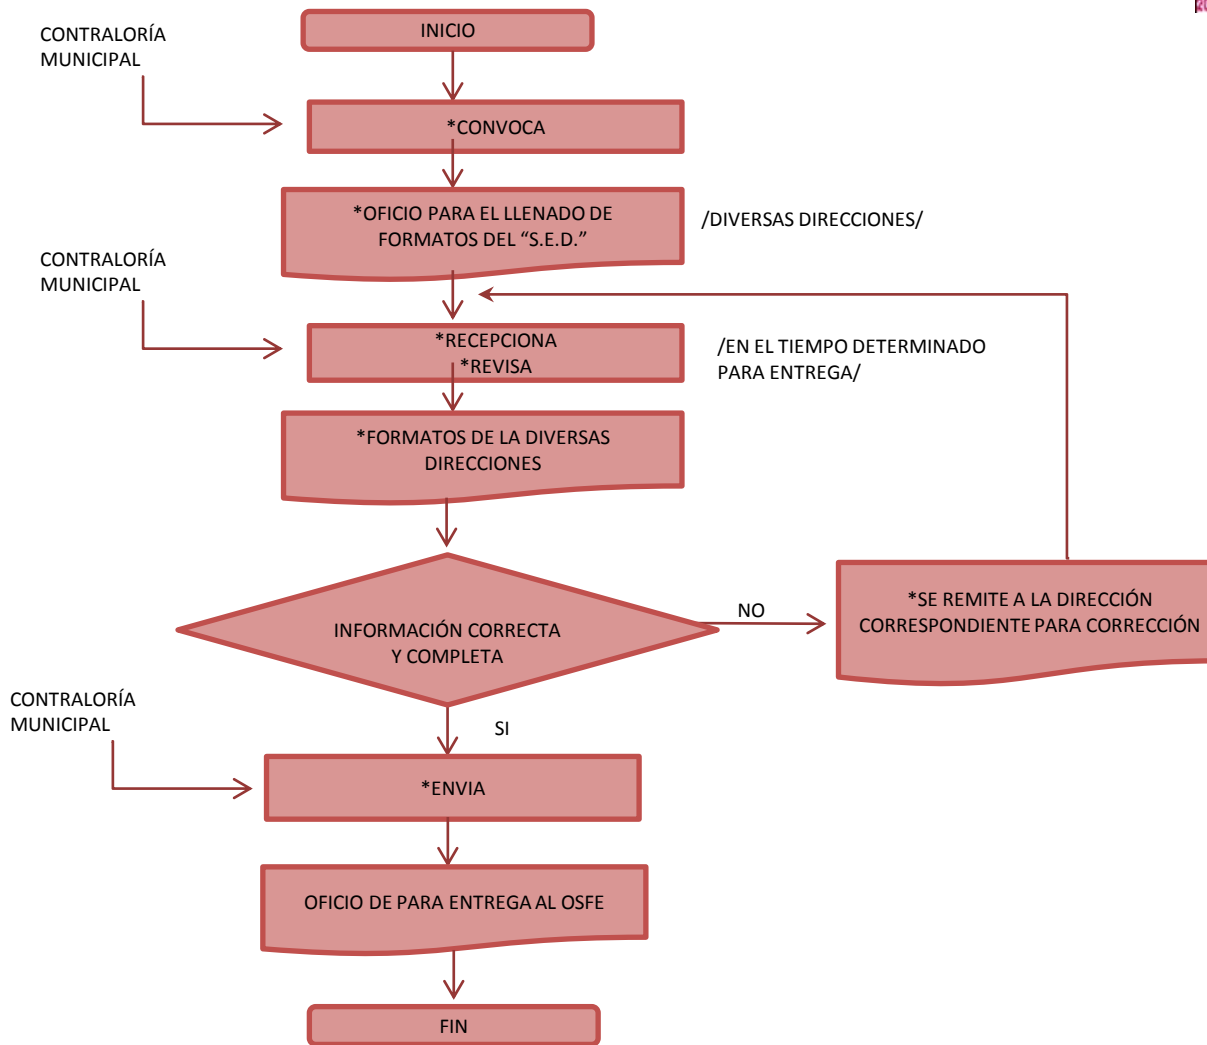 INICIO
CONTRALORÍA
MUNICIPAL
*CONVOCA
*OFICIO PARA EL LLENADO DE
FORMATOS DEL “S.E.D.”
/DIVERSAS DIRECCIONES/
CONTRALORÍA
MUNICIPAL
*RECEPCIONA
*REVISA
/EN EL TIEMPO DETERMINADO
PARA ENTREGA/
*FORMATOS DE LA DIVERSAS
DIRECCIONES
INFORMACIÓN CORRECTA
Y COMPLETA
NO
*SE REMITE A LA DIRECCIÓN
CORRESPONDIENTE PARA CORRECCIÓN
SI
CONTRALORÍA
MUNICIPAL
*ENVIA
OFICIO DE PARA ENTREGA AL OSFE
FIN